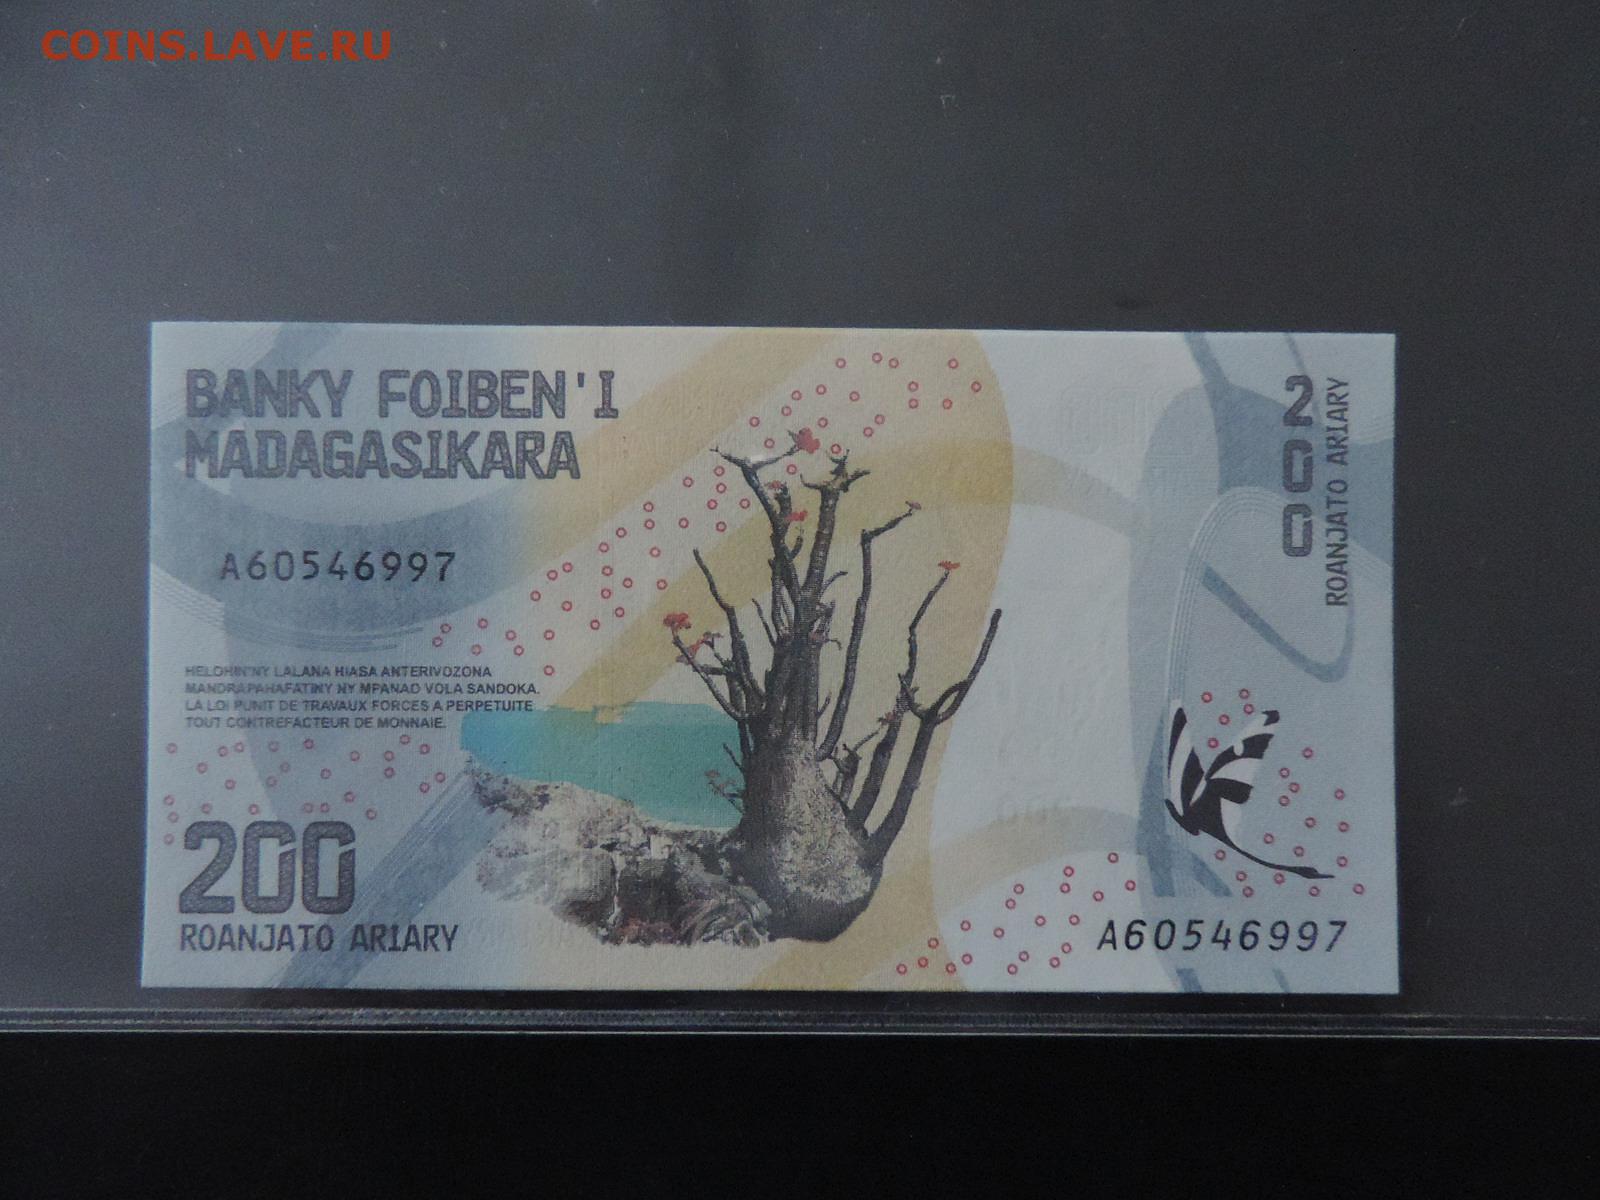 COINS.LAVE.RU
BANKY FOIBEN'I
MADAGASIKARA
A60546997
HELOHIN'NY LALANA HIASA ANTERIVOZONA
MANDRAPAHAFATINY NY MPANAO VOLA SANDOKA.
LA LOI PUNIT DE TRAVAUX FORCES A PERPETUITE
TOUT CONTREFACTEUR DE MONNAIE.
200
ROANJATO ARIARY
200
ROANJATO ARIARY
A60546997